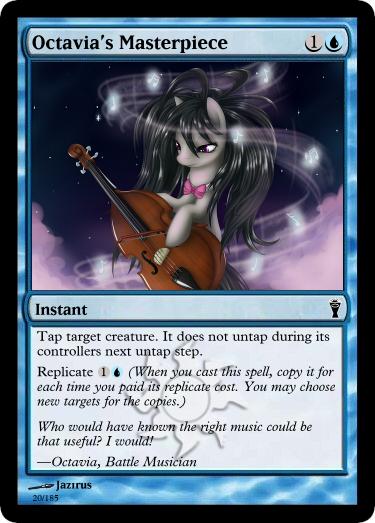 Octavia's Masterpiece 1
Instant
Tap target creature. It does not untap during its
controllers next untap step.
Replicate 1 (When you cast this spell, copy it for
each time you paid its replicate cost. You may choose
new targets for the copies.)
Who would have known the right music could be
that useful? I would!
—Octavia, Battle Musician
Jazirus
20/185